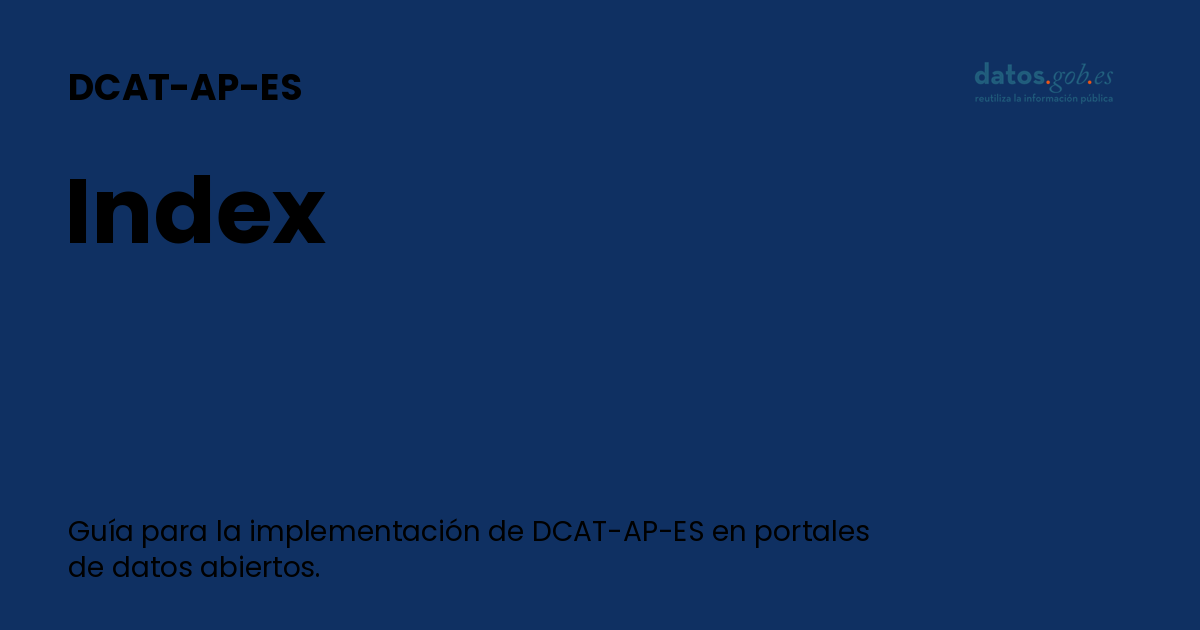 DCAT-AP-ES
datos.gob.es
reutiliza la información pública
Index
Guía para la implementación de DCAT-AP-ES en portales
de datos abiertos.